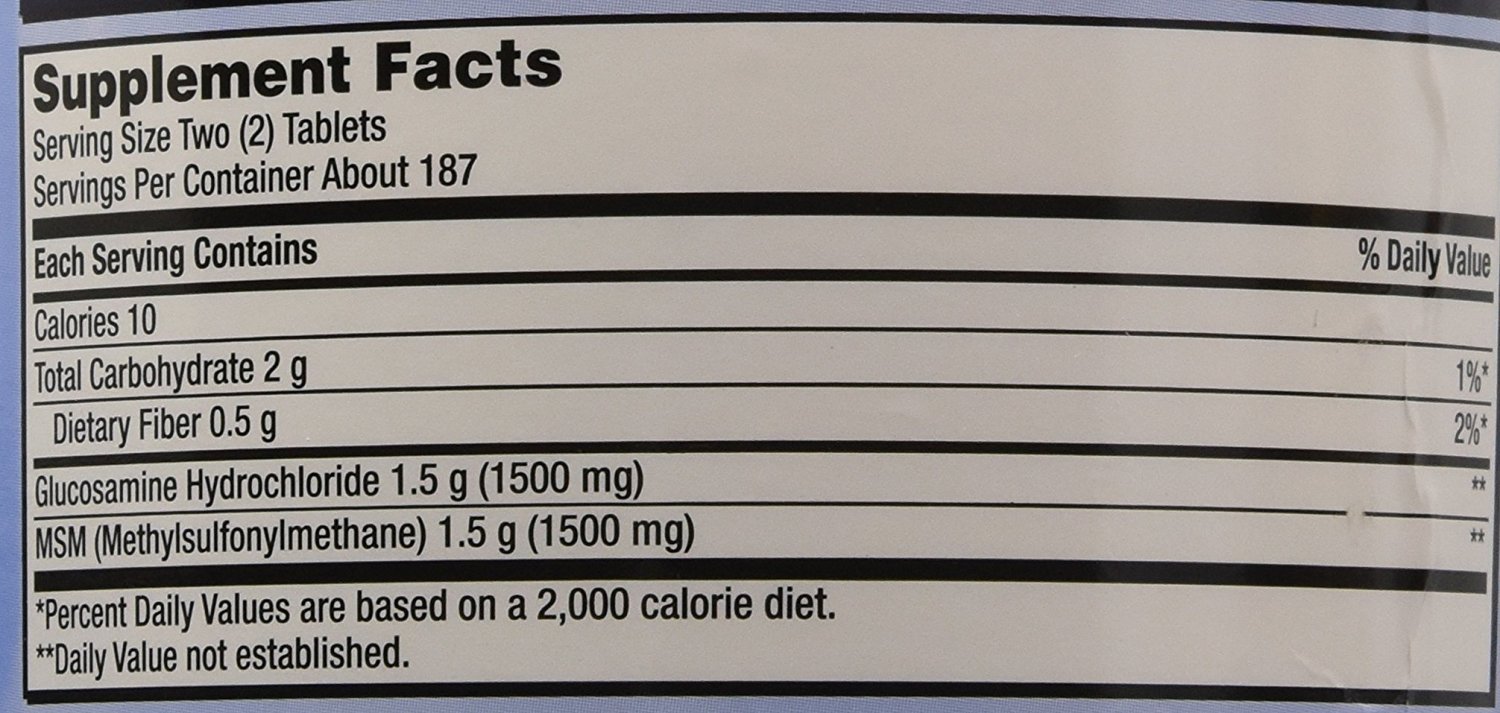 Supplement Facts
Serving Size Two (2) Tablets
Servings Per Container About 187
Each Serving Contains % Daily Value
Calories 10
Total Carbohydrate 2 g 1%*
Dietary Fiber 0.5 g 2%*
Glucosamine Hydrochloride 1.5 g (1500 mg) **
MSM (Methylsulfonylmethane) 1.5 g (1500 mg) **
*Percent Daily Values are based on a 2,000 calorie diet.
**Daily Value not established.